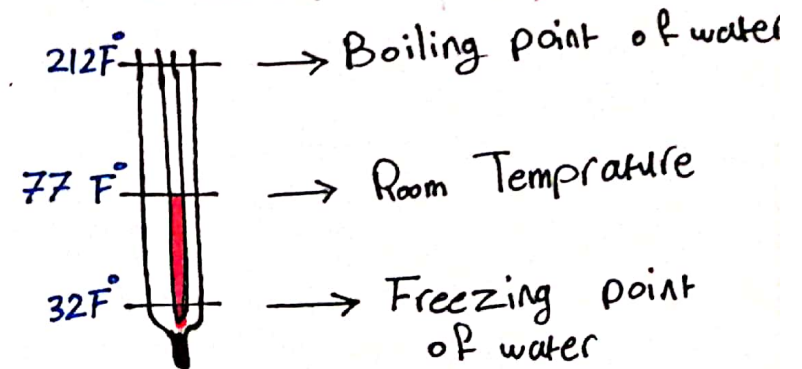 212F° → Boiling point of water
77 F° → Room Temprature
32F° → Freezing point
of water